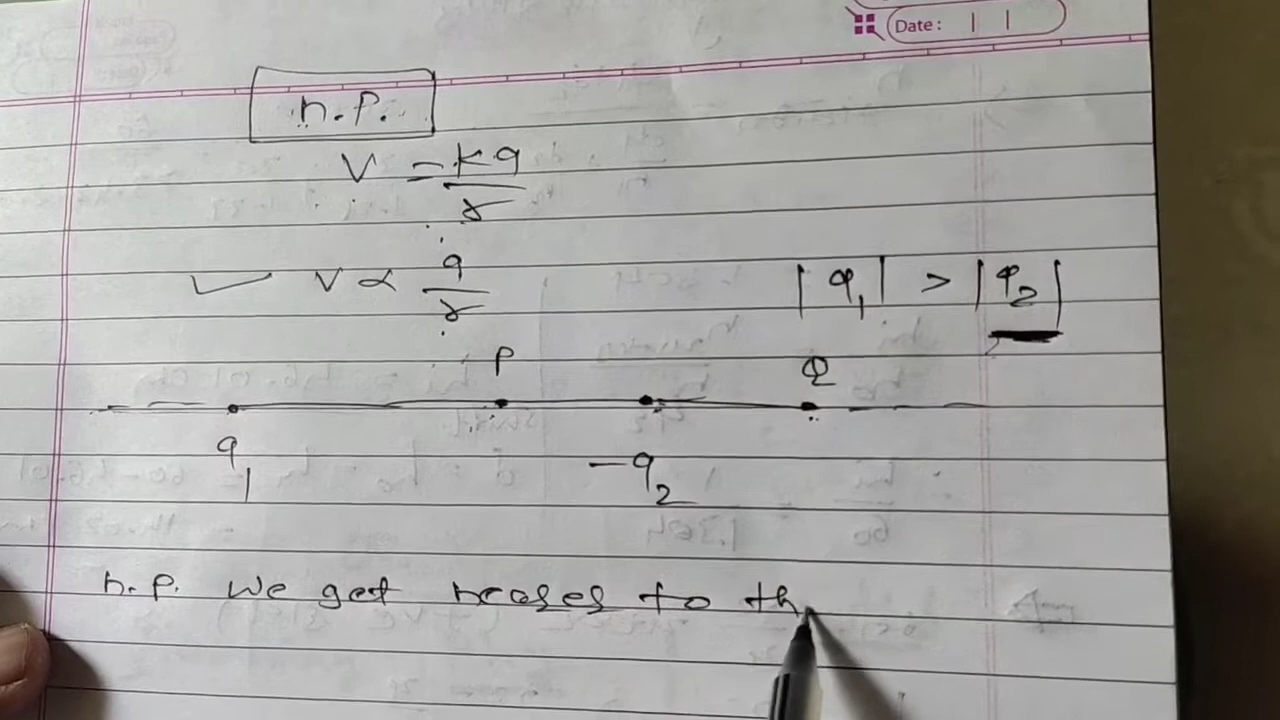 Date : | |
n.p.
V = kq/r
✓ V ∝ q/r
|q₁| > |q₂|
P Q
q₁ -q₂
n.p. we get nearer to th